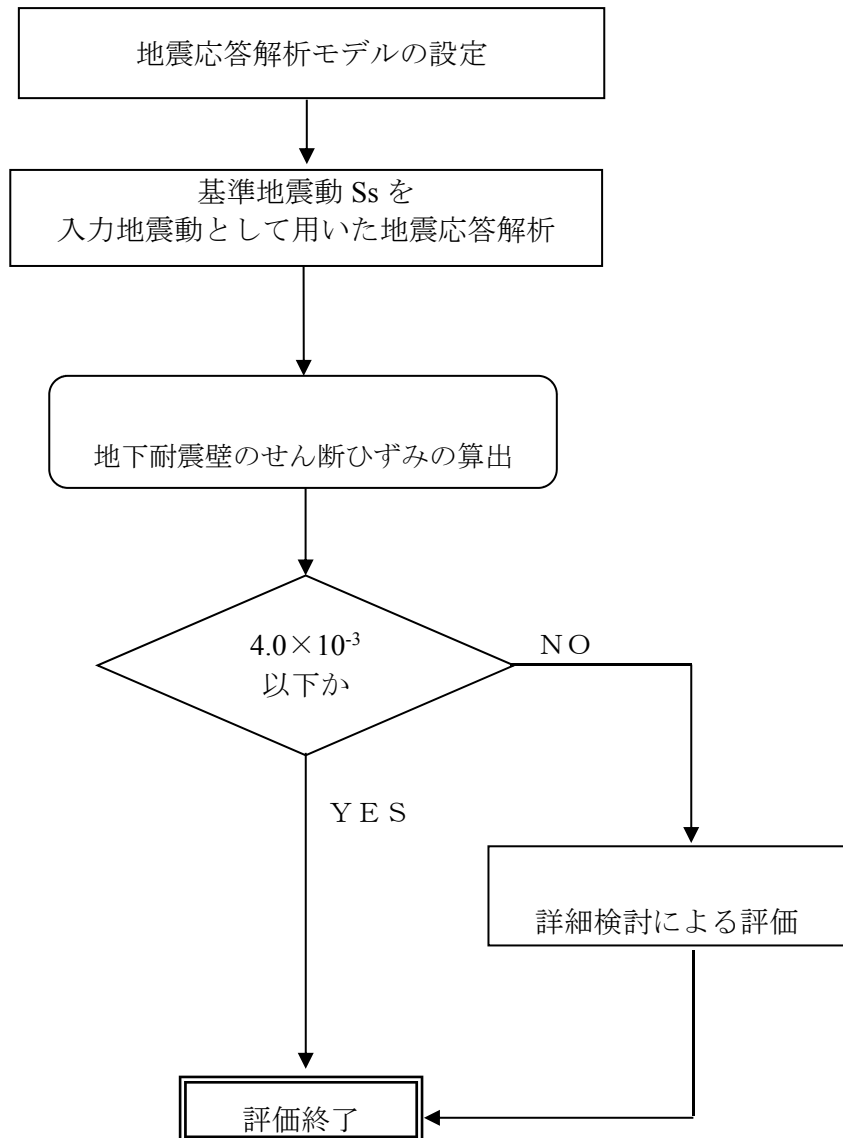 地震応答解析モデルの設定
基準地震動 Ss を
入力地震動として用いた地震応答解析
地下耐震壁のせん断ひずみの算出
4.0×10⁻³
以下か
ＮＯ
ＹＥＳ
詳細検討による評価
評価終了